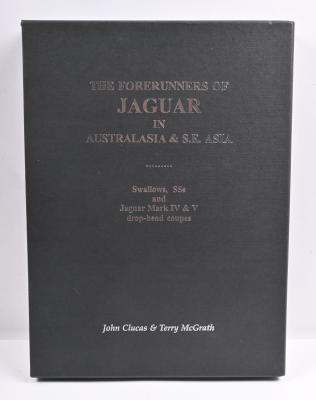 THE FORERUNNERS OF
JAGUAR
IN
AUSTRALASIA & S.E. ASIA
Swallows, SSs
and
Jaguar Mark IV & V
drop-head coupes
John Clucas & Terry McGrath